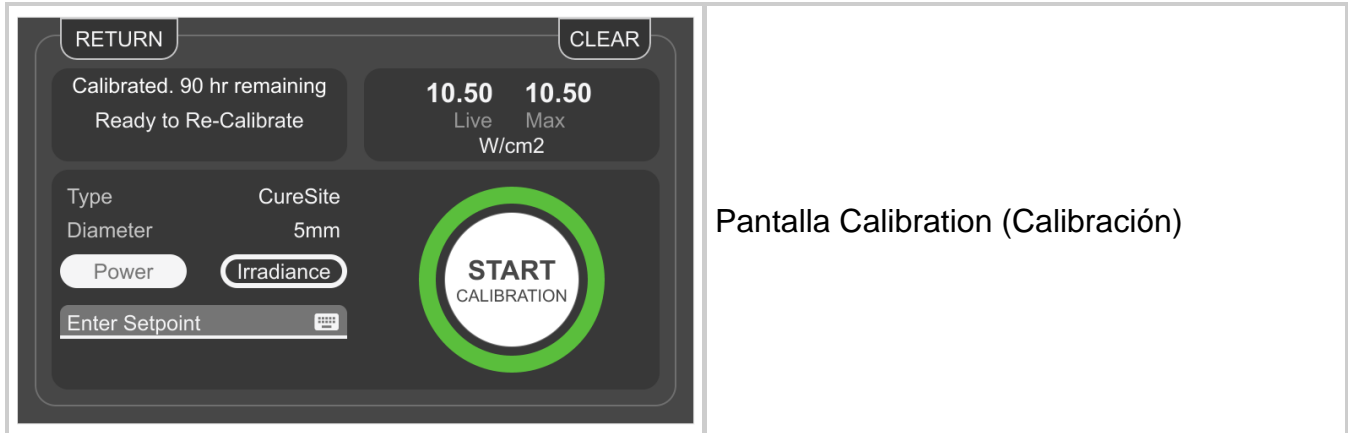 RETURN
CLEAR
Calibrated. 90 hr remaining
Ready to Re-Calibrate
10.50 10.50
Live Max
W/cm2
Type CureSite
Diameter 5mm
Power Irradiance
Enter Setpoint
START
CALIBRATION
Pantalla Calibration (Calibración)